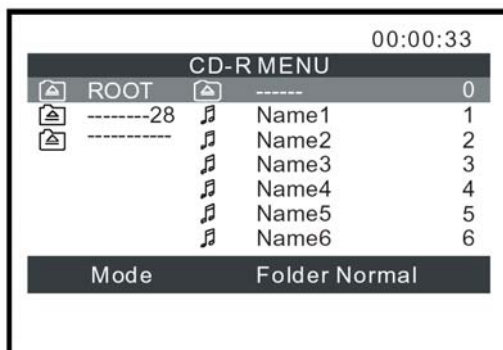 00:00:33
CD-R MENU
ROOT ------ 0
--------28 Name1 1
----------- Name2 2
Name3 3
Name4 4
Name5 5
Name6 6
Mode Folder Normal